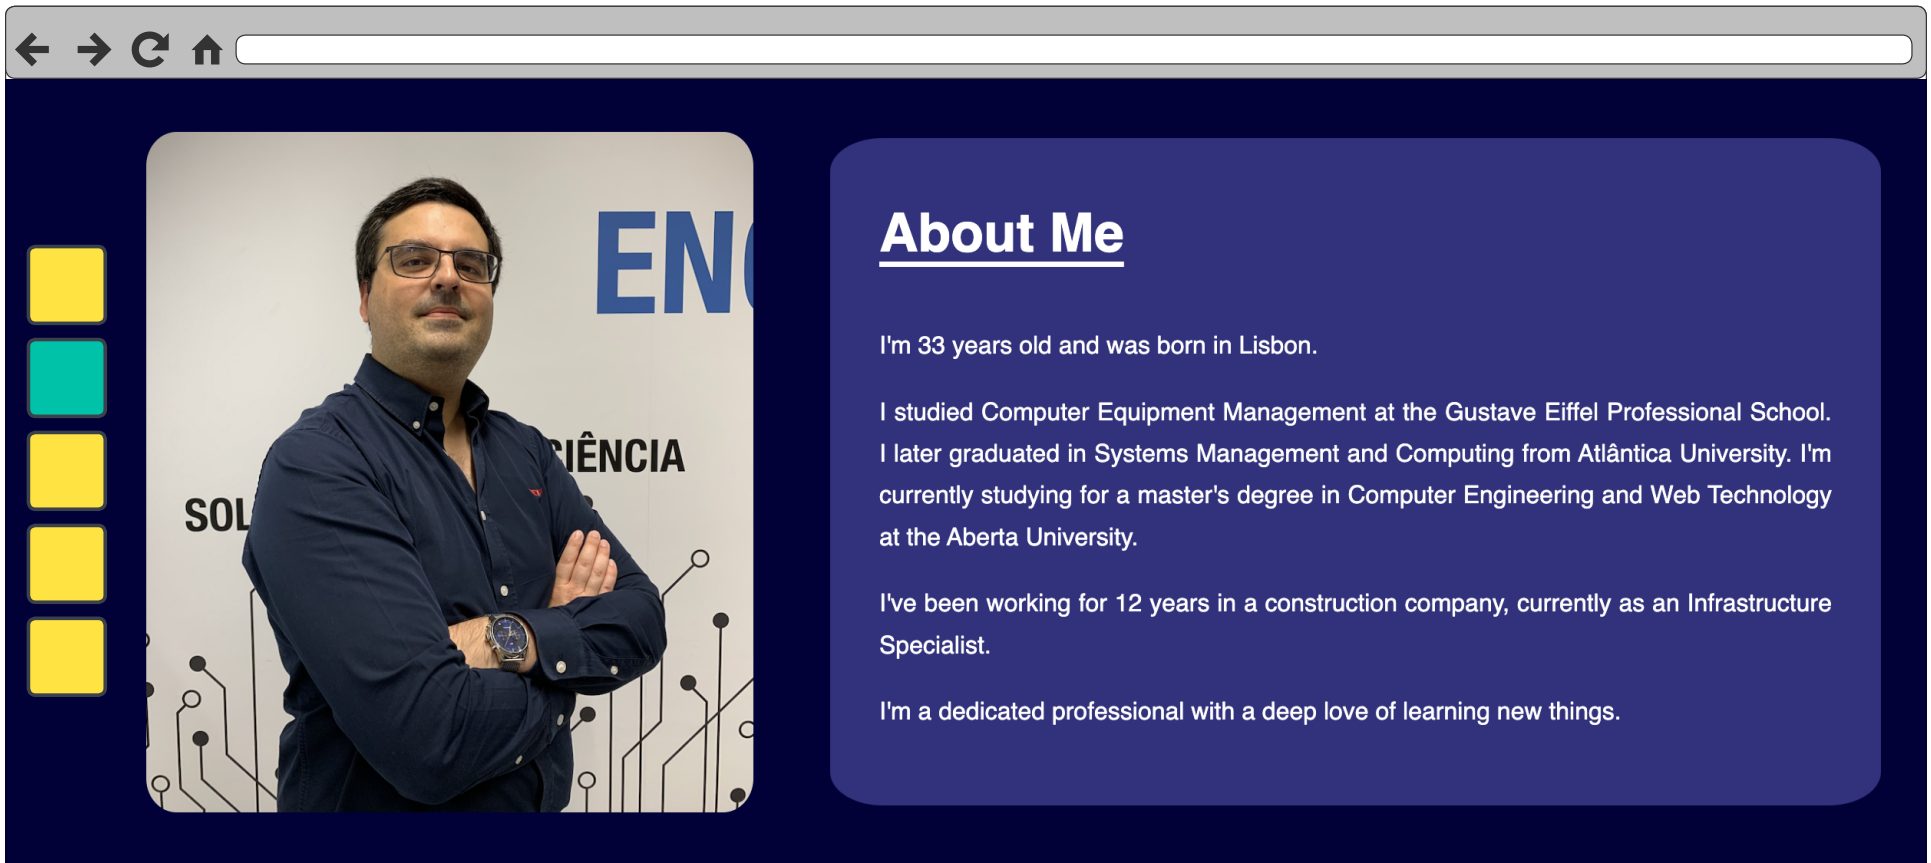 ENG
CIÊNCIA
SOL
About Me
I'm 33 years old and was born in Lisbon.
I studied Computer Equipment Management at the Gustave Eiffel Professional School.
I later graduated in Systems Management and Computing from Atlântica University. I'm
currently studying for a master's degree in Computer Engineering and Web Technology
at the Aberta University.
I've been working for 12 years in a construction company, currently as an Infrastructure
Specialist.
I'm a dedicated professional with a deep love of learning new things.